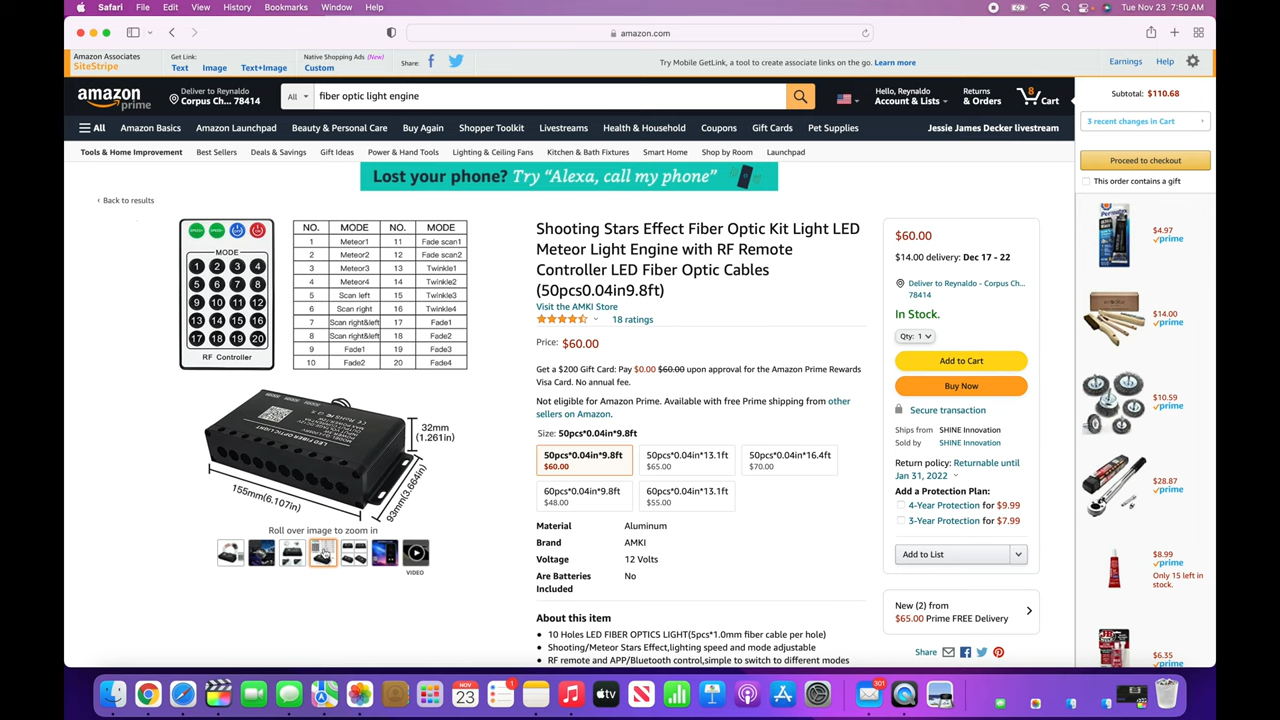 Safari File Edit View History Bookmarks Window Help
Tue Nov 23 7:50 AM
amazon.com
Amazon Associates
SiteStripe
Get Link:
Text Image Text+Image
Native Shopping Ads (New)
Custom
Share:
Try Mobile GetLink, a tool to create associate links on the go. Learn more
Earnings Help
amazon
prime
Deliver to Reynaldo
Corpus Ch... 78414
All
fiber optic light engine
Hello, Reynaldo
Account & Lists
Returns
& Orders
8
Cart
All Amazon Basics Amazon Launchpad Beauty & Personal Care Buy Again Shopper Toolkit Livestreams Health & Household Coupons Gift Cards Pet Supplies
Jessie James Decker livestream
Tools & Home Improvement Best Sellers Deals & Savings Gift Ideas Power & Hand Tools Lighting & Ceiling Fans Kitchen & Bath Fixtures Smart Home Shop by Room Launchpad
Lost your phone? Try “Alexa, call my phone”
‹ Back to results
SPEED+ SPEED-
MODE
1 2 3 4
5 6 7 8
9 10 11 12
13 14 15 16
17 18 19 20
RF Controller
NO. MODE NO. MODE
1 Meteor1 11 Fade scan1
2 Meteor2 12 Fade scan2
3 Meteor3 13 Twinkle1
4 Meteor4 14 Twinkle2
5 Scan left 15 Twinkle3
6 Scan right 16 Twinkle4
7 Scan right&left 17 Fade1
8 Scan right&left 18 Fade2
9 Fade1 19 Fade3
10 Fade2 20 Fade4
LED FIBER OPTIC LIGHT
32mm
(1.261in)
155mm(6.107in)
93mm(3.664in)
Roll over image to zoom in
VIDEO
Shooting Stars Effect Fiber Optic Kit Light LED
Meteor Light Engine with RF Remote
Controller LED Fiber Optic Cables
(50pcs0.04in9.8ft)
Visit the AMKI Store
18 ratings
Price: $60.00
Get a $200 Gift Card: Pay $0.00 $60.00 upon approval for the Amazon Prime Rewards
Visa Card. No annual fee.
Not eligible for Amazon Prime. Available with free Prime shipping from other
sellers on Amazon.
Size: 50pcs*0.04in*9.8ft
50pcs*0.04in*9.8ft
$60.00
50pcs*0.04in*13.1ft
$65.00
50pcs*0.04in*16.4ft
$70.00
60pcs*0.04in*9.8ft
$48.00
60pcs*0.04in*13.1ft
$55.00
Material Aluminum
Brand AMKI
Voltage 12 Volts
Are Batteries
Included
No
About this item
• 10 Holes LED FIBER OPTICS LIGHT(5pcs*1.0mm fiber cable per hole)
• Shooting/Meteor Stars Effect,lighting speed and mode adjustable
• RF remote and APP/Bluetooth control,simple to switch to different modes
$60.00
$14.00 delivery: Dec 17 - 22
Deliver to Reynaldo - Corpus Ch...
78414
In Stock.
Qty: 1
Add to Cart
Buy Now
Secure transaction
Ships from SHINE Innovation
Sold by SHINE Innovation
Return policy: Returnable until
Jan 31, 2022
Add a Protection Plan:
4-Year Protection for $9.99
3-Year Protection for $7.99
Add to List
New (2) from
$65.00 Prime FREE Delivery
Share
Subtotal: $110.68
3 recent changes in Cart
Proceed to checkout
This order contains a gift
$4.97
prime
$14.00
prime
$10.59
prime
$28.87
prime
$8.99
prime
Only 15 left in
stock.
$6.35
prime
NOV
23
1
tv
301